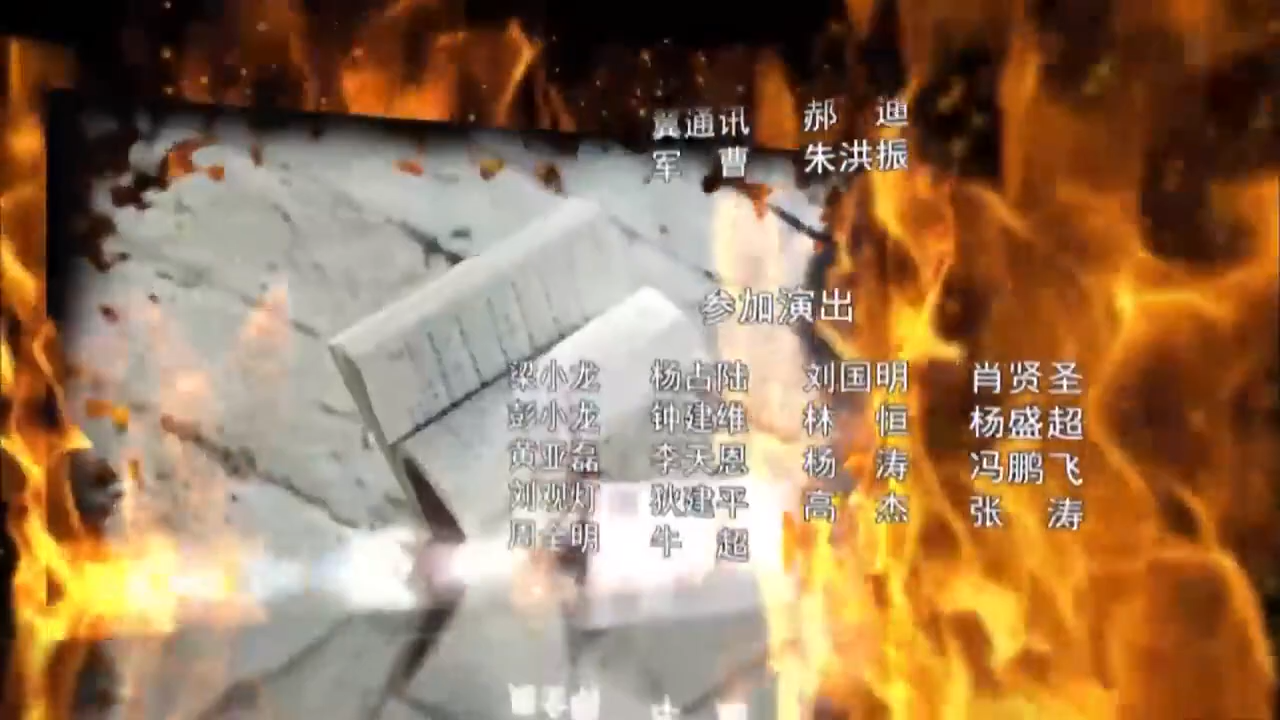 翼通讯 郝 迪
军 曹 朱洪振
参加演出
梁小龙 杨占陆 刘国明 肖贤圣
彭小龙 钟建维 林 恒 杨盛超
黄亚磊 李天恩 杨 涛 冯鹏飞
刘观灯 狄建平 高 杰 张 涛
周全明 牛 超